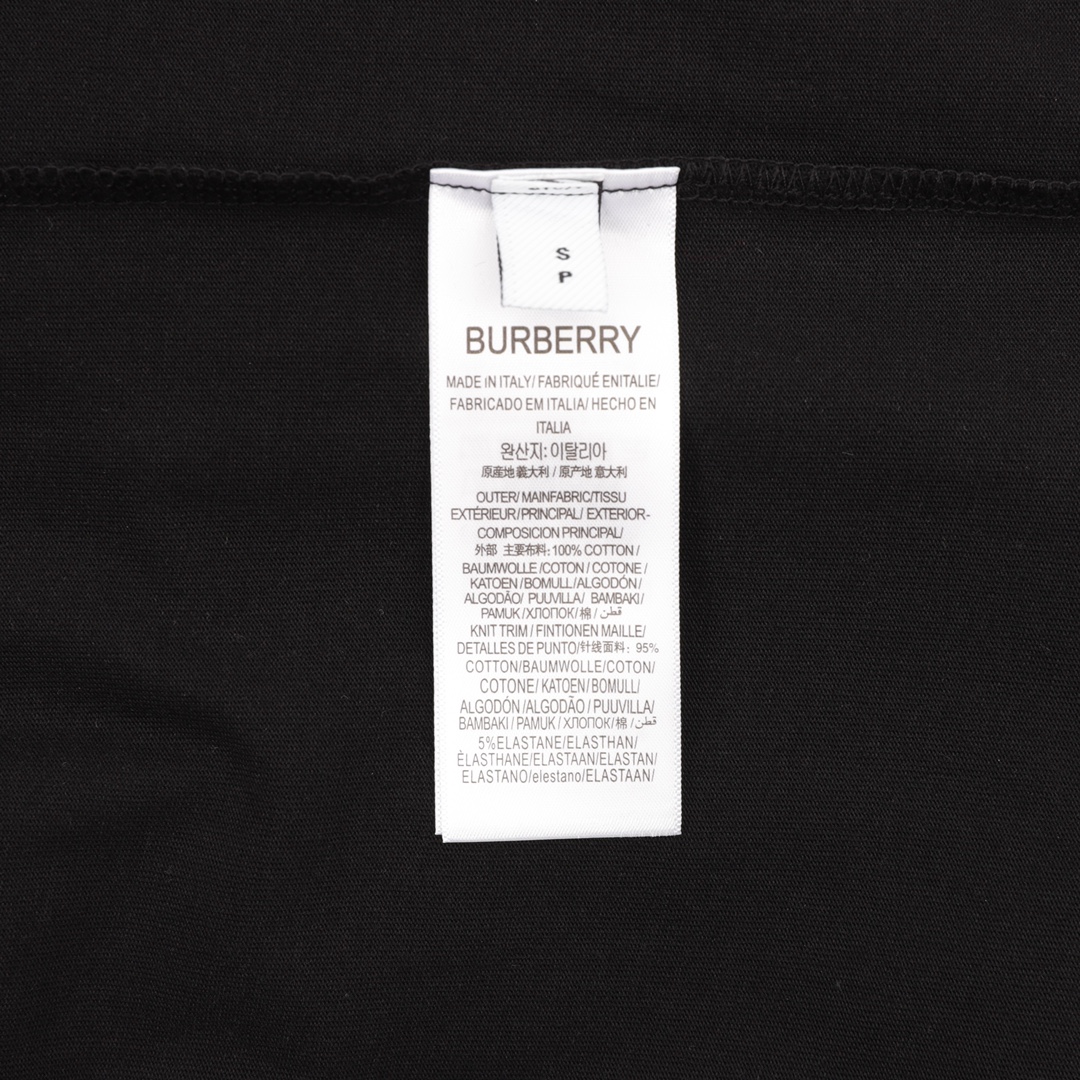 S
P
BURBERRY
MADE IN ITALY/ FABRIQUÉ ENITALIE/
FABRICADO EM ITALIA/ HECHO EN
ITALIA
완산지: 이탈리아
原産地義大利 / 原产地 意大利
OUTER/ MAINFABRIC/TISSU
EXTÉRIEUR/PRINCIPAL/ EXTERIOR-
COMPOSICION PRINCIPAL/
外部 主要布料: 100% COTTON /
BAUMWOLLE /COTON / COTONE /
KATOEN /BOMULL/ALGODÓN/
ALGODÃO/ PUUVILLA/ BAMBAKI/
PAMUK /ХЛОПОК/ 棉 / قطن
KNIT TRIM / FINTIONEN MAILLE/
DETALLES DE PUNTO/针线面料: 95%
COTTON/BAUMWOLLE/COTON/
COTONE/ KATOEN/BOMULL/
ALGODÓN/ALGODÃO / PUUVILLA/
BAMBAKI / PAMUK / ХЛОПОК/ 棉 / قطن
5%ELASTANE/ELASTHAN/
ÈLASTHANE/ELASTAAN/ELASTAN/
ELASTANO/elestano/ELASTAAN/